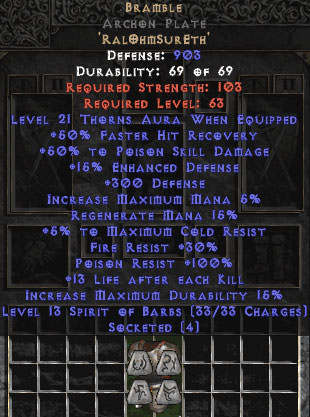 Bramble
Archon Plate
'RalOhmSurEth'
Defense: 903
Durability: 69 of 69
Required Strength: 103
Required Level: 63
Level 21 Thorns Aura When Equipped
+50% Faster Hit Recovery
+50% to Poison Skill Damage
+15% Enhanced Defense
+300 Defense
Increase Maximum Mana 5%
Regenerate Mana 15%
+5% to Maximum Cold Resist
Fire Resist +30%
Poison Resist +100%
+13 Life after each Kill
Increase Maximum Durability 15%
Level 13 Spirit of Barbs (33/33 Charges)
Socketed (4)